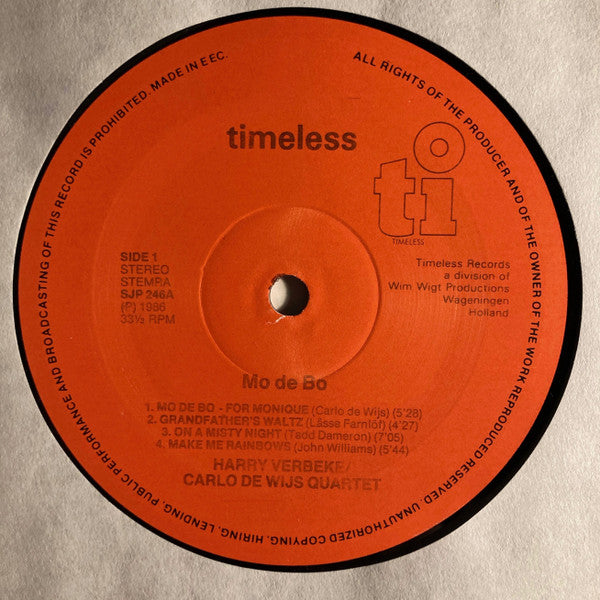 ALL RIGHTS OF THE PRODUCER AND OF THE OWNER OF THE WORK REPRODUCED RESERVED. UNAUTHORIZED COPYING. HIRING. LENDING. PUBLIC PERFORMANCE AND BROADCASTING OF THIS RECORD IS PROHIBITED. MADE IN EEC.
timeless
ti
TIMELESS
SIDE 1
STEREO
STEMRA
SJP 246A
(P) 1986
33⅓ RPM
Timeless Records
a division of
Wim Wigt Productions
Wageningen
Holland
Mo de Bo
1. MO DE BO - FOR MONIQUE (Carlo de Wijs) (5'28)
2. GRANDFATHER'S WALTZ (Lässe Farnlöf) (4'27)
3. ON A MISTY NIGHT (Tadd Dameron) (7'05)
4. MAKE ME RAINBOWS (John Williams) (5'44)
HARRY VERBEKE/
CARLO DE WIJS QUARTET